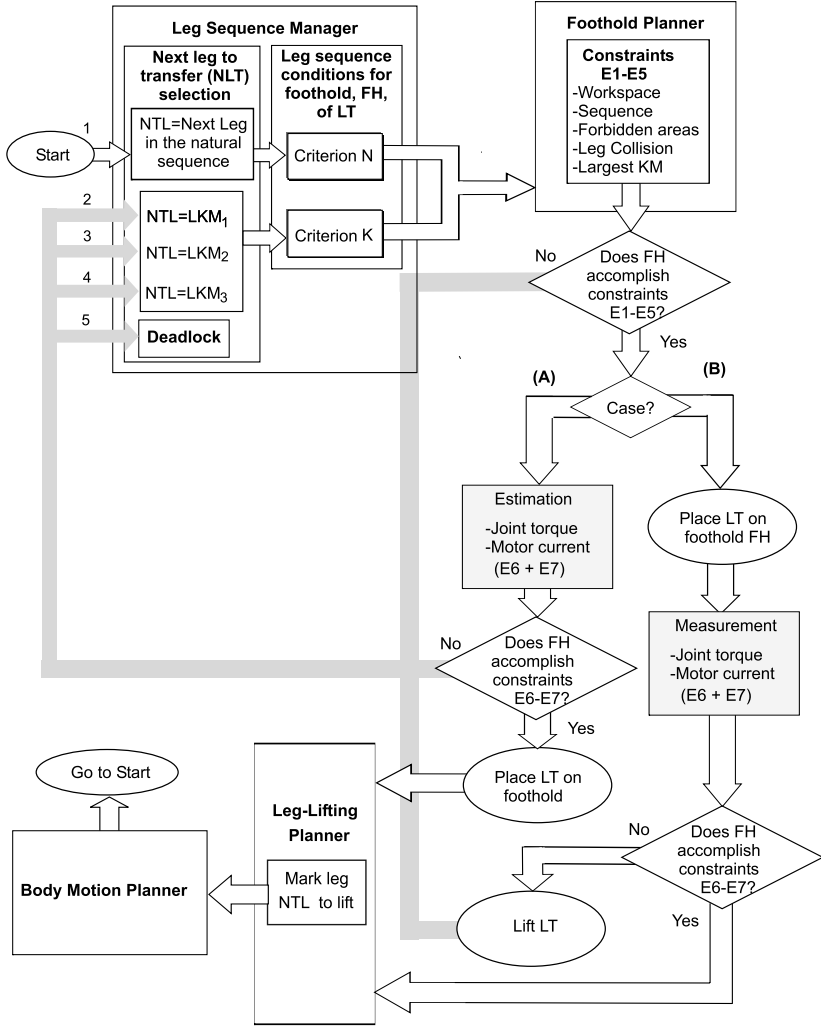 Leg Sequence Manager
Next leg to
transfer (NLT)
selection
Leg sequence
conditions for
foothold, FH,
of LT
1
Start
NTL=Next Leg
in the natural
sequence
Criterion N
2
NTL=LKM1
3
NTL=LKM2
4
NTL=LKM3
Criterion K
5
Deadlock
Foothold Planner
Constraints
E1-E5
-Workspace
-Sequence
-Forbidden areas
-Leg Collision
-Largest KM
No
Does FH
accomplish
constraints
E1-E5?
Yes
(A)
(B)
Case?
Estimation
-Joint torque
-Motor current
(E6 + E7)
Place LT on
foothold FH
No
Does FH
accomplish
constraints
E6-E7?
Yes
Measurement
-Joint torque
-Motor current
(E6 + E7)
Go to Start
Place LT on
foothold
Leg-Lifting
Planner
Mark leg
NTL to lift
Body Motion Planner
No
Does FH
accomplish
constraints
E6-E7?
Yes
Lift LT